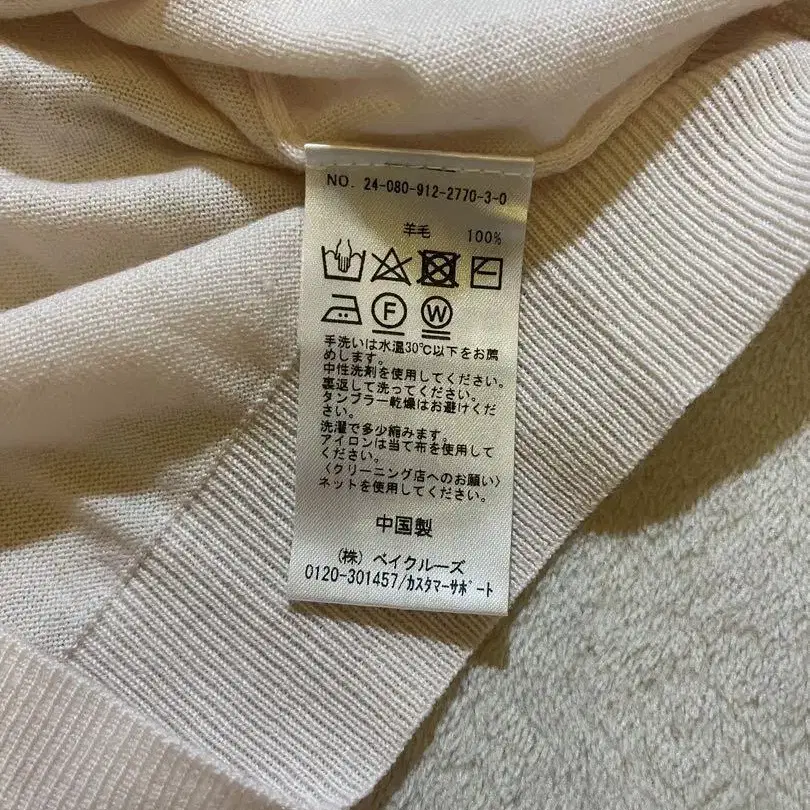 NO. 24-080-912-2770-3-0
羊毛 100%
F W
手洗いは水温30℃以下をお薦
めします。
中性洗剤を使用してください。
裏返して洗ってください。
タンブラー乾燥はお避けくだ
さい。
洗濯で多少縮みます。
アイロンは当て布を使用して
ください。
〈クリーニング店へのお願い〉
ネットを使用してください。
中国製
(株) ベイクルーズ
0120-301457/カスタマーサポート